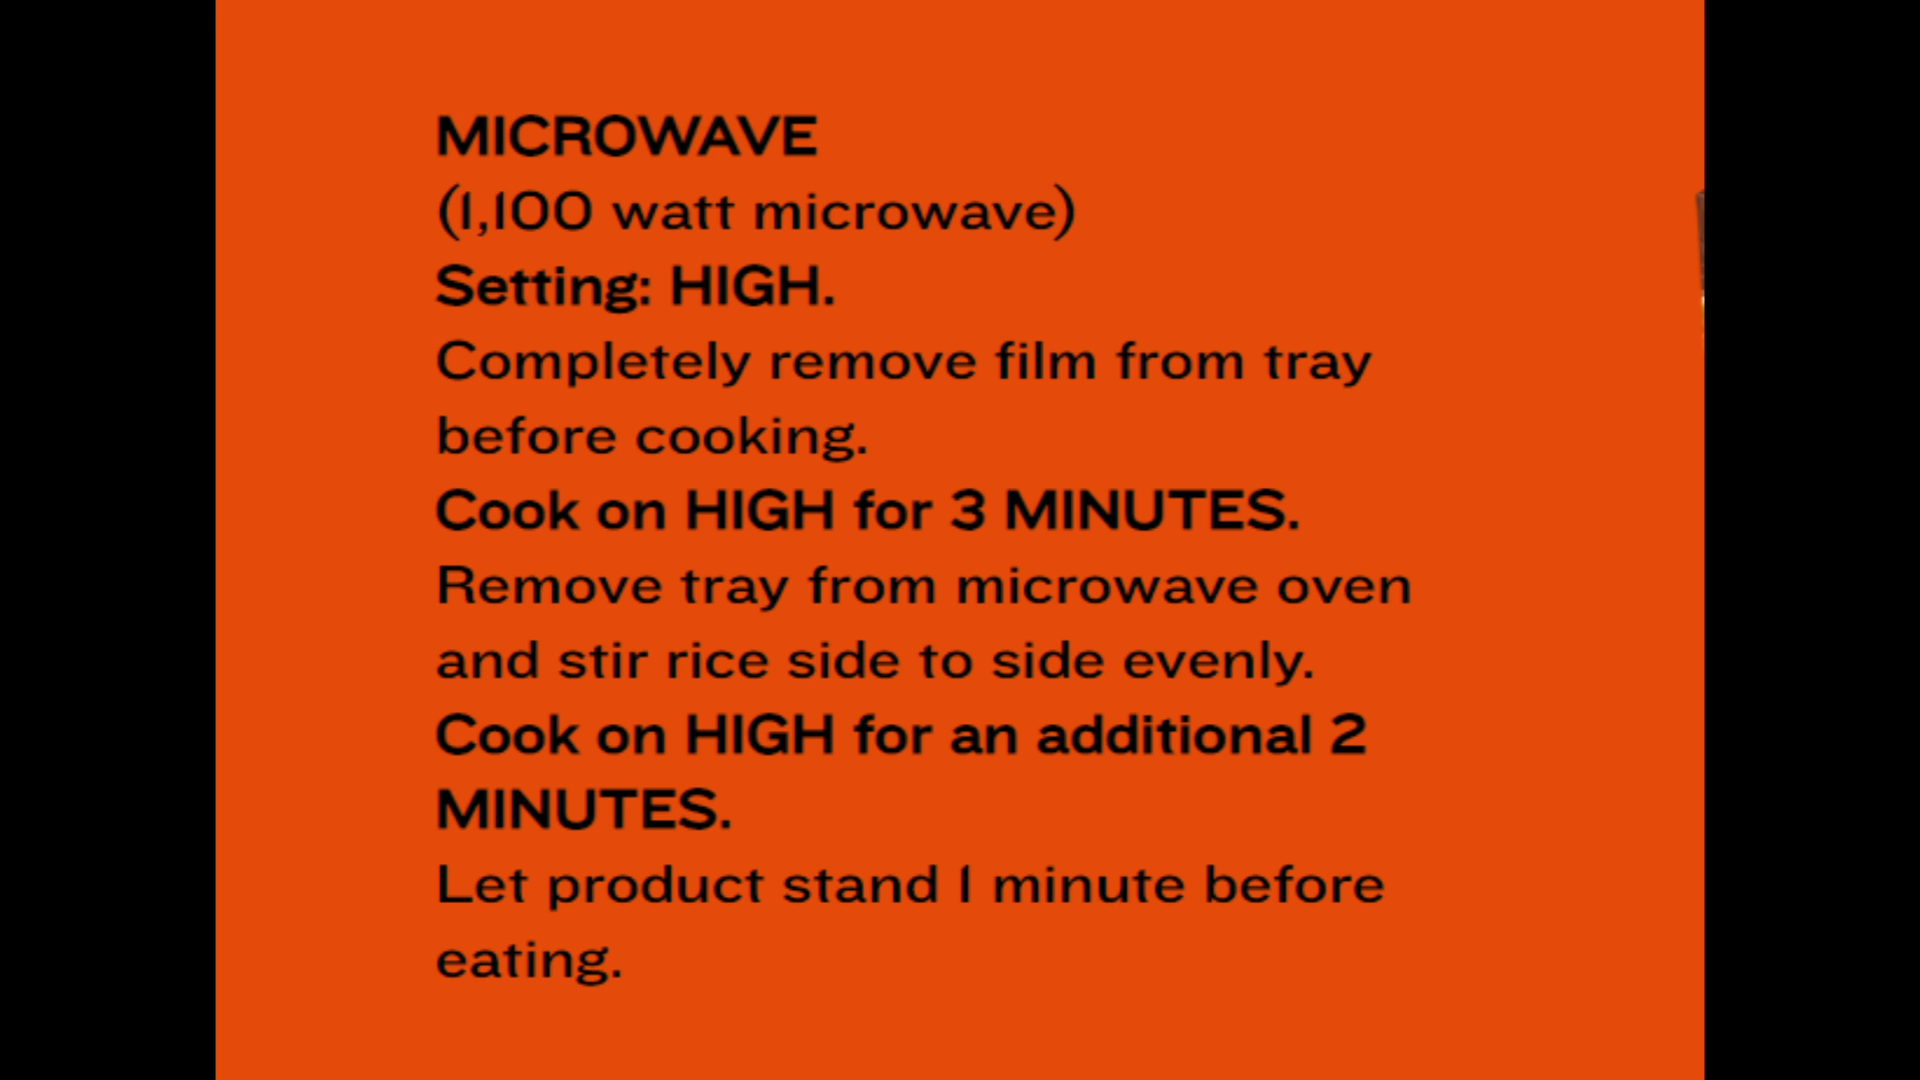 MICROWAVE
(1,100 watt microwave)
Setting: HIGH.
Completely remove film from tray
before cooking.
Cook on HIGH for 3 MINUTES.
Remove tray from microwave oven
and stir rice side to side evenly.
Cook on HIGH for an additional 2
MINUTES.
Let product stand 1 minute before
eating.